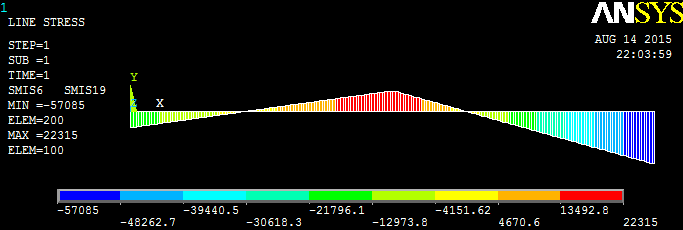 1
ANSYS
LINE STRESS
AUG 14 2015
22:03:59
STEP=1
SUB =1
TIME=1
SMIS6 SMIS19
MIN =-57085
ELEM=200
MAX =22315
ELEM=100
Y
X
-57085 -39440.5 -21796.1 -4151.62 13492.8
-48262.7 -30618.3 -12973.8 4670.6 22315